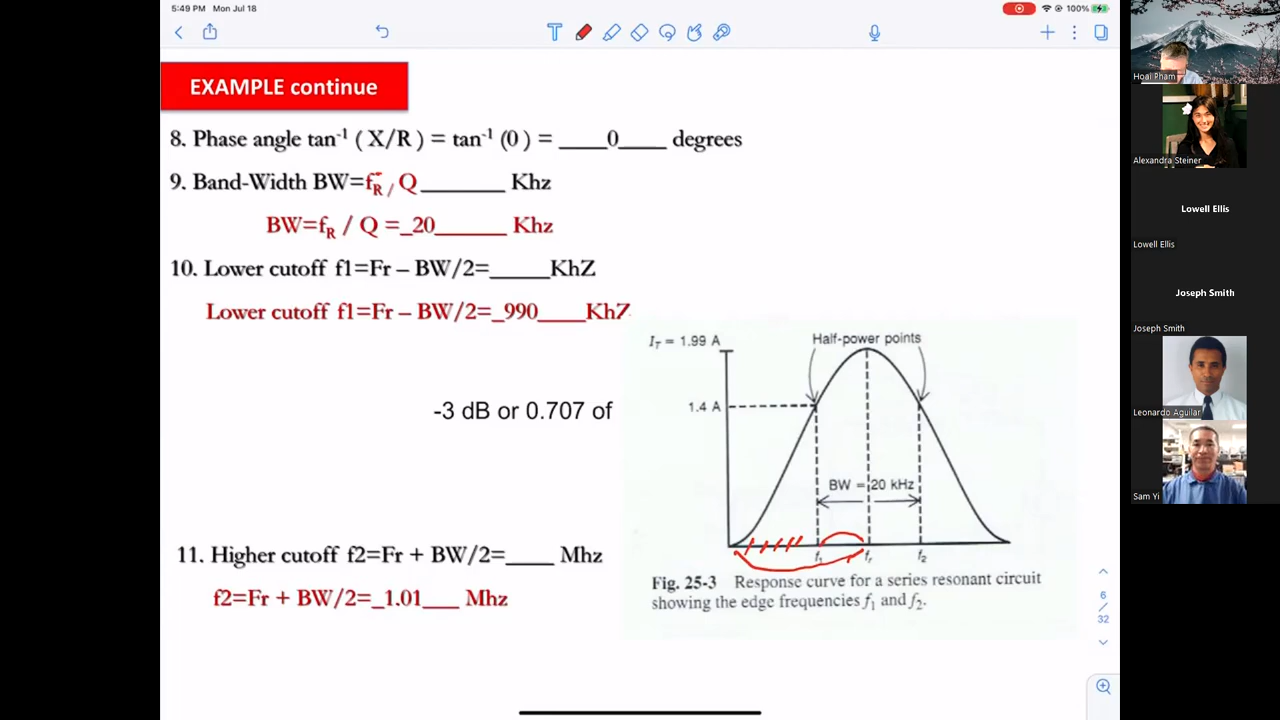 5:49 PM Mon Jul 18
100%
EXAMPLE continue
8. Phase angle tan-1 ( X/R ) = tan-1 (0 ) = ____0____ degrees
9. Band-Width BW=fR / Q________ Khz
BW=fR / Q =_20______ Khz
10. Lower cutoff f1=Fr – BW/2=_____KhZ
Lower cutoff f1=Fr – BW/2=_990____KhZ
-3 dB or 0.707 of
11. Higher cutoff f2=Fr + BW/2=____ Mhz
f2=Fr + BW/2=_1.01___ Mhz
IT = 1.99 A
Half-power points
1.4 A
BW = 20 kHz
f1 fr f2
Fig. 25-3 Response curve for a series resonant circuit
showing the edge frequencies f1 and f2.
6
/
32
Hoai Pham
Alexandra Steiner
Lowell Ellis
Lowell Ellis
Joseph Smith
Joseph Smith
Leonardo Aguilar
Sam Yi